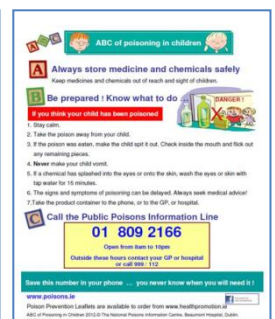 ABC
ABC of poisoning in children
A Always store medicine and chemicals safely
Keep medicines and chemicals out of reach and sight of children.
B Be prepared ! Know what to do ...
DANGER !
If you think your child has been poisoned
1. Stay calm.
2. Take the poison away from your child.
3. If the poison was eaten, make the child spit it out. Check inside the mouth and flick out
any remaining pieces.
4. Never make your child vomit.
5. If a chemical has splashed into the eyes or onto the skin, wash the eyes or skin with
tap water for 15 minutes.
6. The signs and symptoms of poisoning can be delayed. Always seek medical advice!
7.Take the product container to the phone, or to the GP, or hospital.
C Call the Public Poisons Information Line
01 809 2166
Open from 8am to 10pm
Outside these hours contact your GP or hospital
or call 999 / 112
Save this number in your phone ... you never know when you will need it !
www.poisons.ie
Poison Prevention Leaflets are available to order from www.healthpromotion.ie
ABC of Poisoning in Children 2012.© The National Poisons Information Centre, Beaumont Hospital, Dublin.